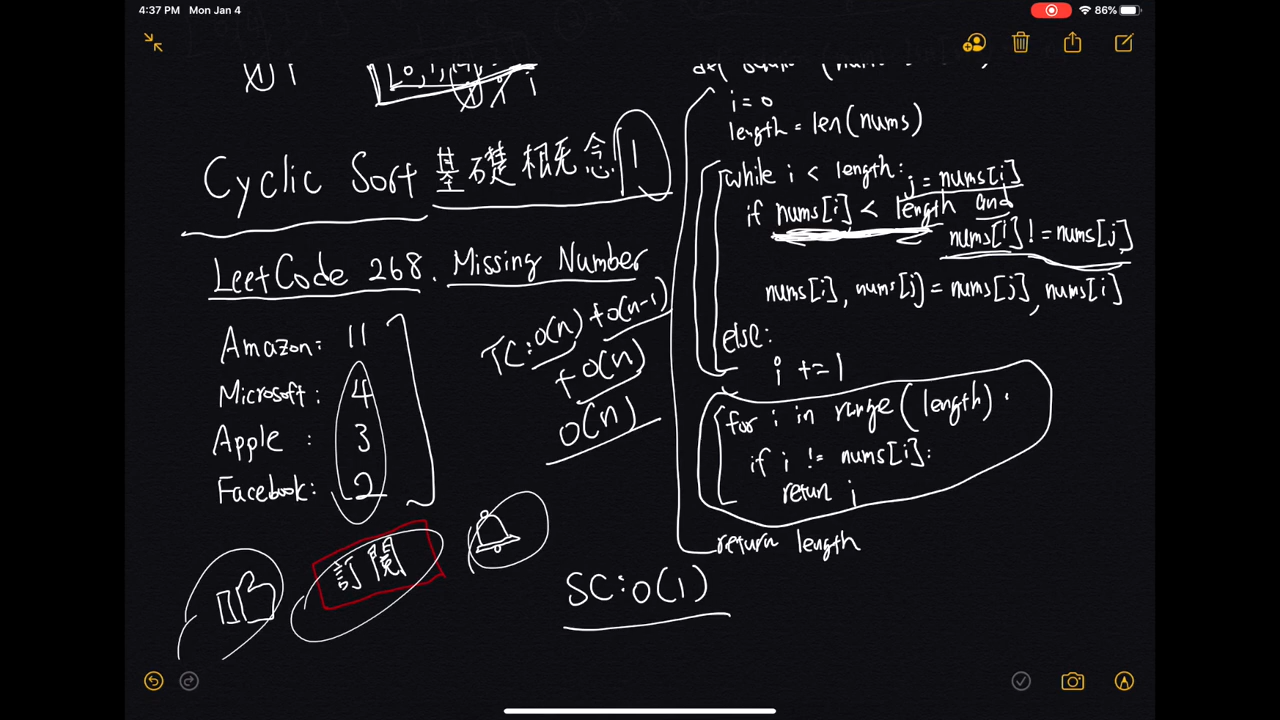 4:37 PM Mon Jan 4
86%
i
Cyclic Sort 基礎概念 1
LeetCode 268. Missing Number
Amazon: 11
Microsoft: 4
Apple: 3
Facebook: 2
訂閱
TC: O(n) + O(n-1)
+ O(n)
O(n)
SC: O(1)
i = 0
length = len(nums)
while i < length:
j = nums[i]
if nums[i] < length and
nums[i] != nums[j]
nums[i], nums[j] = nums[j], nums[i]
else:
i += 1
for i in range(length)
if i != nums[i]:
return i
return length